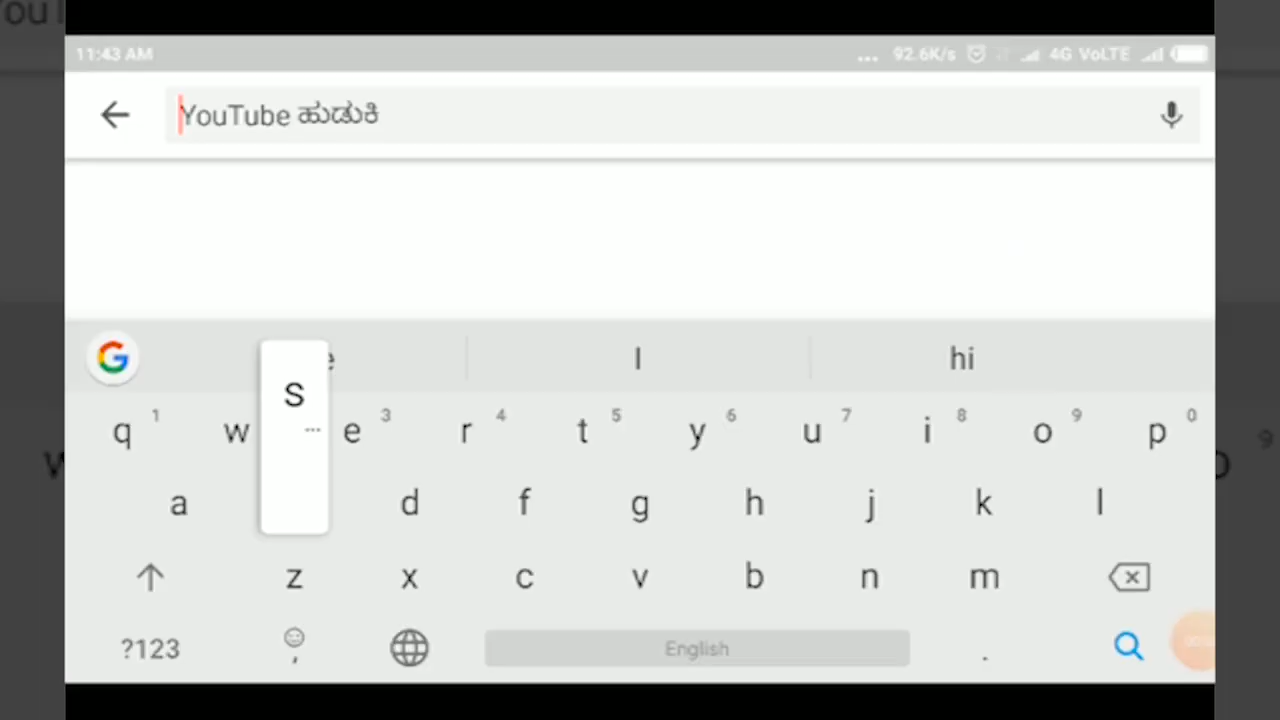 11:43 AM ... 92.6K/s 4G VoLTE
YouTube ಹುಡುಕಿ
I hi
q 1 w e 3 r 4 t 5 y 6 u 7 i 8 o 9 p 0
S ...
a d f g h j k l
z x c v b n m
?123 , English .